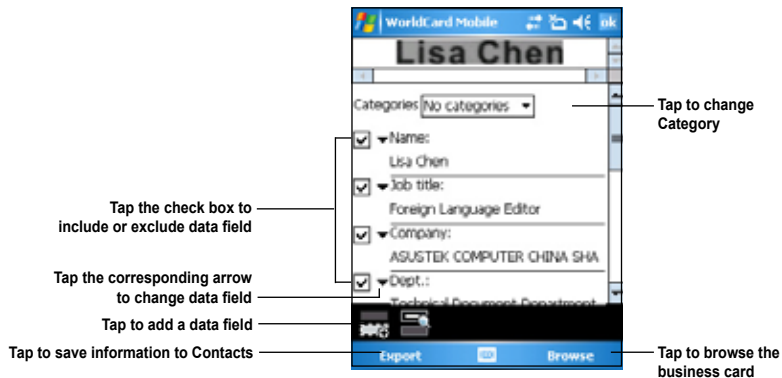 WorldCard Mobile ok
Lisa Chen
Categories No categories
Tap to change
Category
Name:
Lisa Chen
Job title:
Foreign Language Editor
Tap the check box to
include or exclude data field
Company:
ASUSTEK COMPUTER CHINA SHA
Tap the corresponding arrow
to change data field
Dept.:
Technical Document Department
Tap to add a data field
Tap to save information to Contacts
Export Browse
Tap to browse the
business card